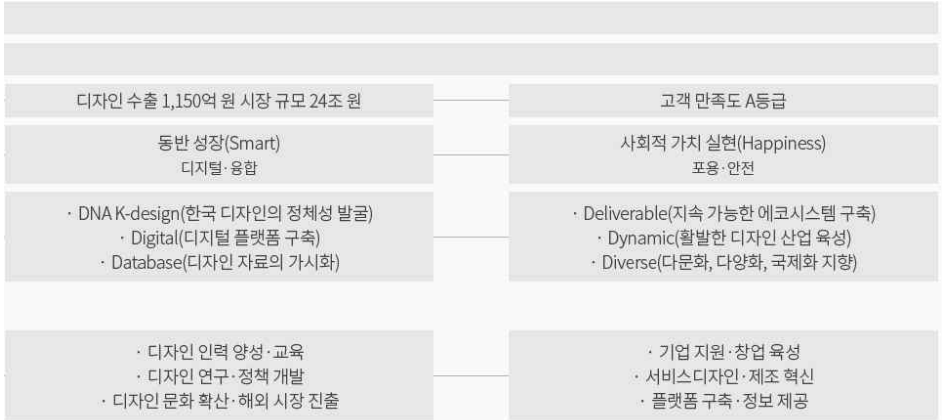 디자인 수출 1,150억 원 시장 규모 24조 원
고객 만족도 A등급
동반 성장(Smart)
디지털·융합
사회적 가치 실현(Happiness)
포용·안전
· DNA K-design(한국 디자인의 정체성 발굴)
· Digital(디지털 플랫폼 구축)
· Database(디자인 자료의 가시화)
· Deliverable(지속 가능한 에코시스템 구축)
· Dynamic(활발한 디자인 산업 육성)
· Diverse(다문화, 다양화, 국제화 지향)
· 디자인 인력 양성·교육
· 디자인 연구·정책 개발
· 디자인 문화 확산·해외 시장 진출
· 기업 지원·창업 육성
· 서비스디자인·제조 혁신
· 플랫폼 구축·정보 제공